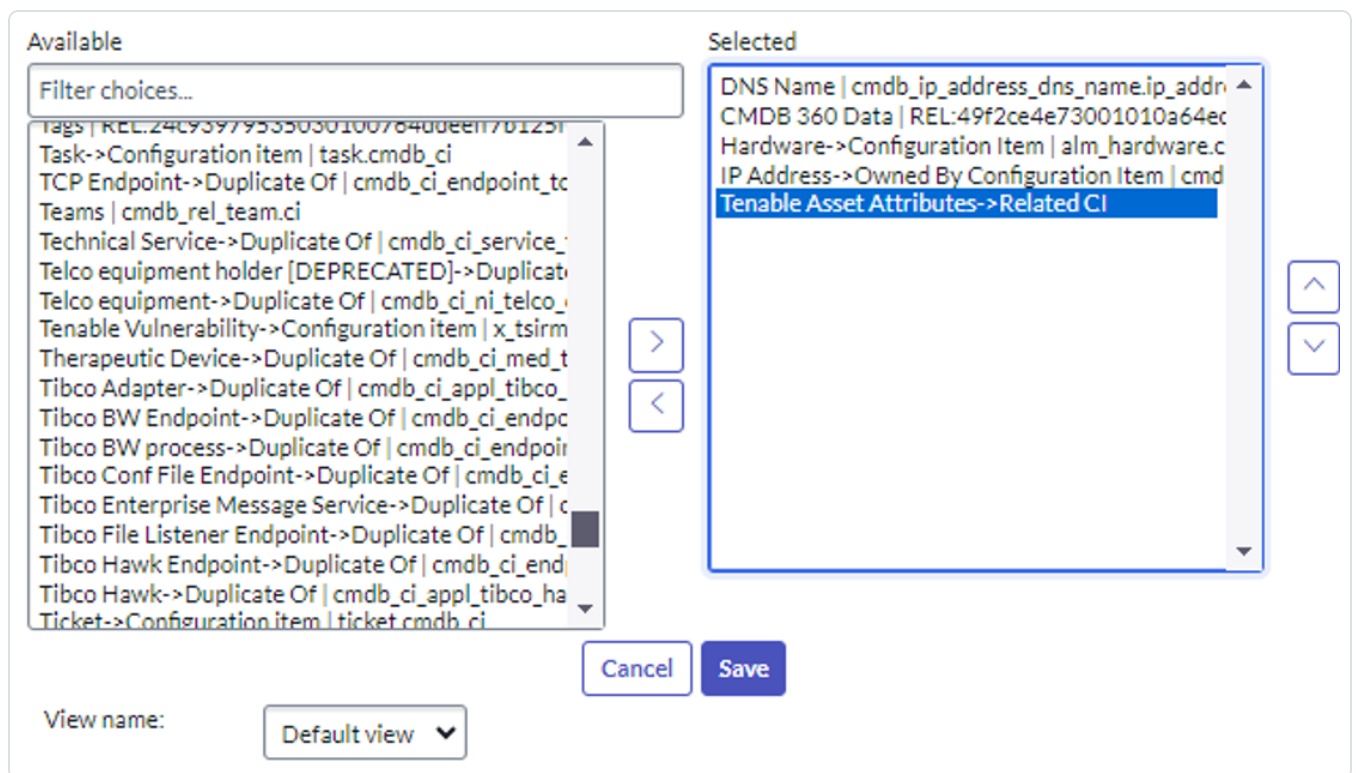 Available
Filter choices...
Task->Configuration item | task.cmdb_ci
TCP Endpoint->Duplicate Of | cmdb_ci_endpoint_tc
Teams | cmdb_rel_team.ci
Technical Service->Duplicate Of | cmdb_ci_service_
Telco equipment holder [DEPRECATED]->Duplicat
Telco equipment->Duplicate Of | cmdb_ci_ni_telco_
Tenable Vulnerability->Configuration item | x_tsirm
Therapeutic Device->Duplicate Of | cmdb_ci_med_t
Tibco Adapter->Duplicate Of | cmdb_ci_appl_tibco_
Tibco BW Endpoint->Duplicate Of | cmdb_ci_endpo
Tibco BW process->Duplicate Of | cmdb_ci_endpoi
Tibco Conf File Endpoint->Duplicate Of | cmdb_ci_e
Tibco Enterprise Message Service->Duplicate Of | c
Tibco File Listener Endpoint->Duplicate Of | cmdb_
Tibco Hawk Endpoint->Duplicate Of | cmdb_ci_end
Tibco Hawk->Duplicate Of | cmdb_ci_appl_tibco_ha
Ticket->Configuration item | ticket.cmdb_ci
Selected
DNS Name | cmdb_ip_address_dns_name.ip_addr
CMDB 360 Data | REL:49f2ce4e73001010a64ec
Hardware->Configuration Item | alm_hardware.c
IP Address->Owned By Configuration Item | cmd
Tenable Asset Attributes->Related CI
Cancel
Save
View name:
Default view